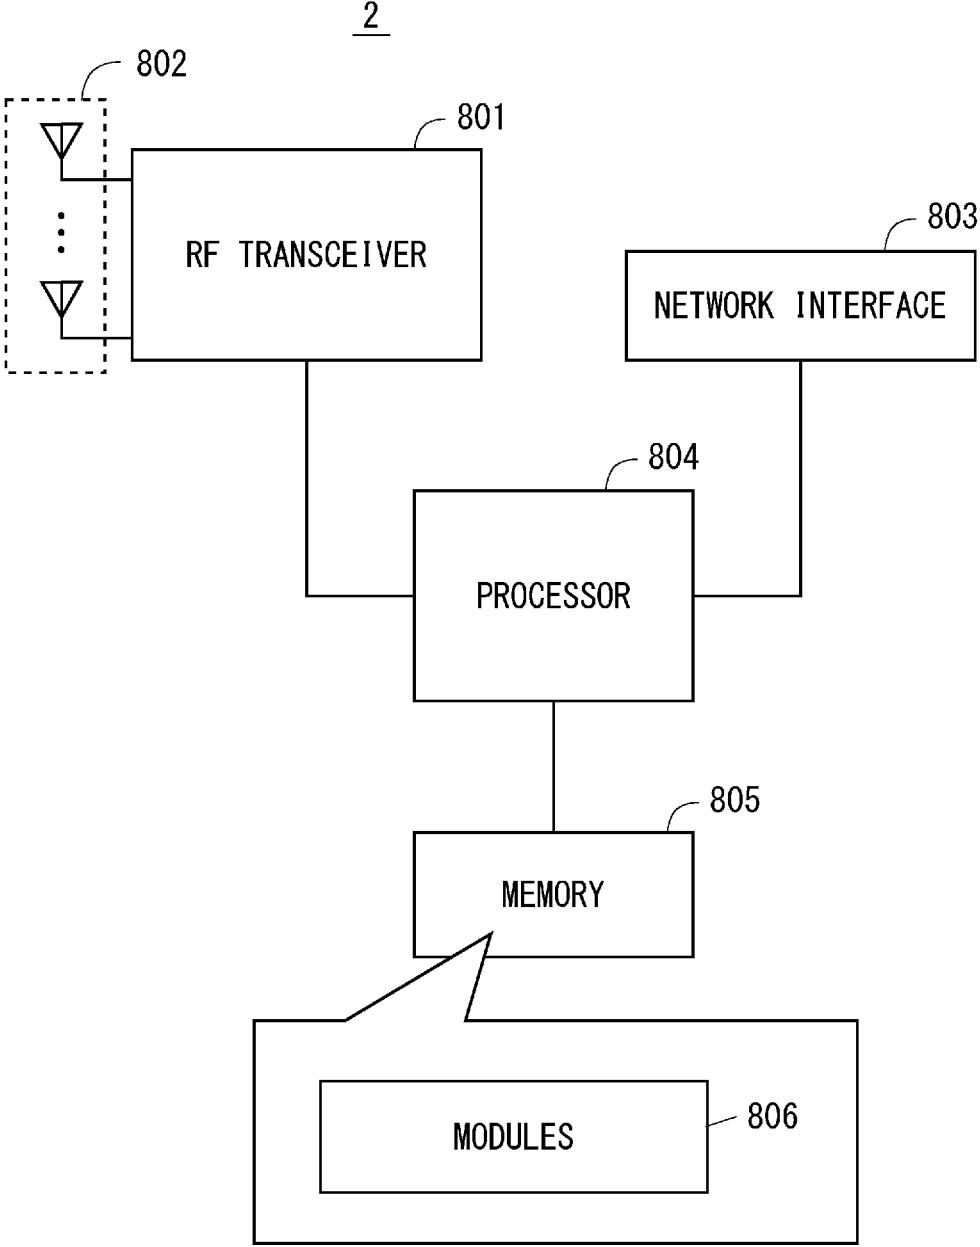 2
802
801
RF TRANSCEIVER
803
NETWORK INTERFACE
804
PROCESSOR
805
MEMORY
806
MODULES